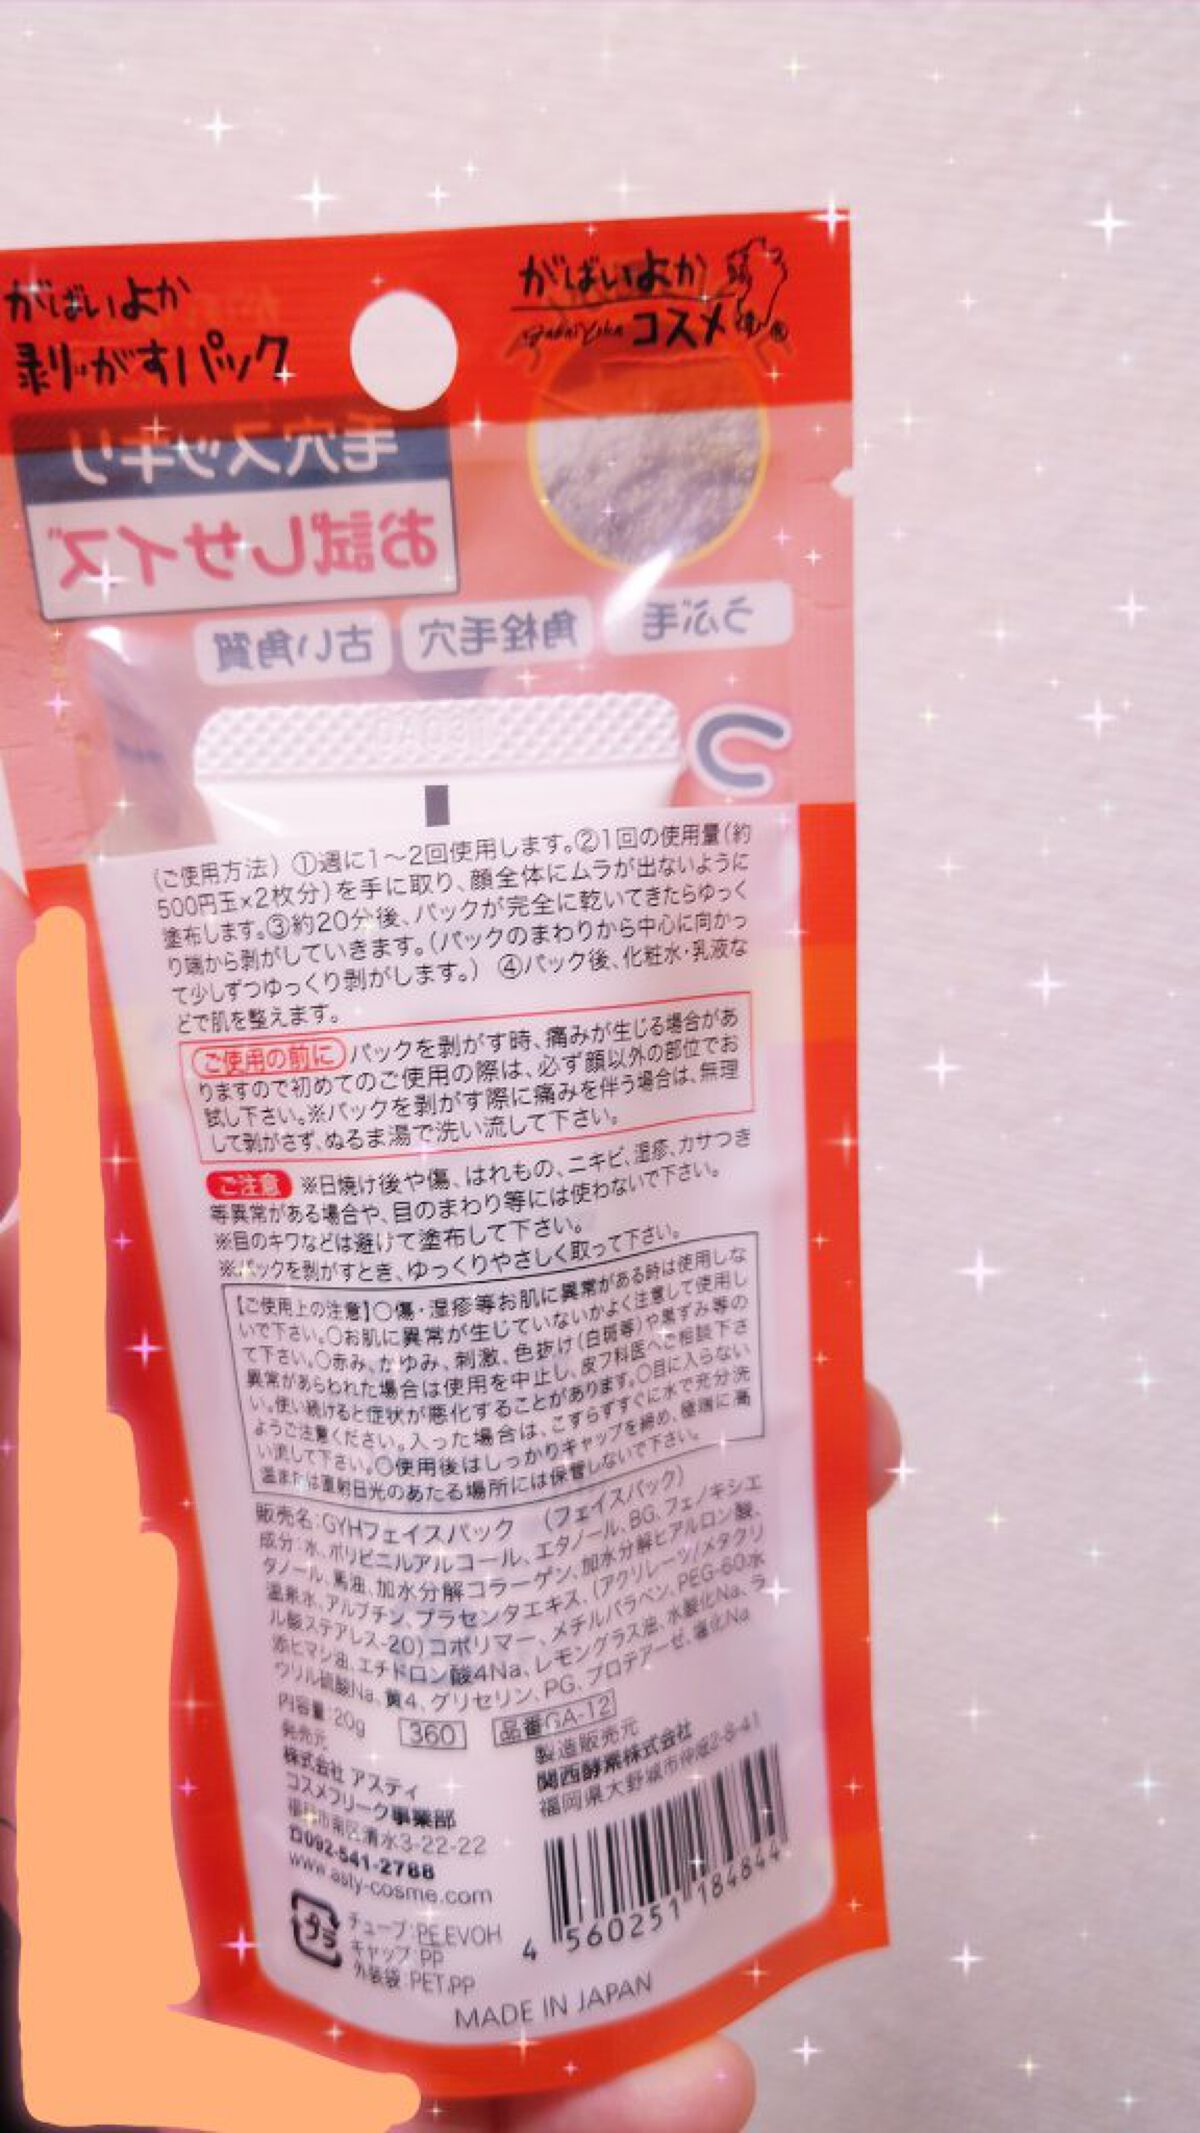 がばいよか
剥がすパック
がばいよか
コスメ
毛穴スッキリ
お試しサイズ
うぶ毛
角栓毛穴
古い角質
つ
(ご使用方法) ①週に1〜2回使用します。②1回の使用量(約
500円玉×2枚分)を手に取り、顔全体にムラが出ないように
塗布します。③約20分後、パックが完全に乾いてきたらゆっく
り端から剥がしていきます。(パックのまわりから中心に向かっ
て少しずつゆっくり剥がします。) ④パック後、化粧水・乳液な
どで肌を整えます。
ご使用の前に パックを剥がす時、痛みが生じる場合があ
りますので初めてのご使用の際は、必ず顔以外の部位でお
試し下さい。※パックを剥がす際に痛みを伴う場合は、無理
して剥がさず、ぬるま湯で洗い流して下さい。
ご注意 ※日焼け後や傷、はれもの、ニキビ、湿疹、カサつき
等異常がある場合や、目のまわり等には使わないで下さい。
※目のキワなどは避けて塗布して下さい。
※パックを剥がすとき、ゆっくりやさしく取って下さい。
【ご使用上の注意】○傷・湿疹等お肌に異常がある時は使用しな
いで下さい。○お肌に異常が生じていないかよく注意して使用し
て下さい。○赤み、かゆみ、刺激、色抜け(白斑等)や黒ずみ等の
異常があらわれた場合は使用を中止し、皮フ科医へご相談下さ
い。使い続けると症状が悪化することがあります。○目に入らない
ようご注意ください。入った場合は、こすらずすぐに水で充分洗
い流して下さい。○使用後はしっかりキャップを締め、極端に高
温または直射日光のあたる場所には保管しないで下さい。
販売名:GYHフェイスパック (フェイスパック)
成分:水、ポリビニルアルコール、エタノール、BG、フェノキシエ
タノール、馬油、加水分解コラーゲン、加水分解ヒアルロン酸、
温泉水、アルブチン、プラセンタエキス、(アクリレーツ/メタクリ
ル酸ステアレス-20)コポリマー、メチルパラベン、PEG-60水
添ヒマシ油、エチドロン酸4Na、レモングラス油、水酸化Na、ラ
ウリル硫酸Na、黄4、グリセリン、PG、プロテアーゼ、塩化Na
内容量:20g 360 品番GA-12
発売元
株式会社 アスティ
コスメフリーク事業部
福岡市南区清水3-22-22
☎092-541-2788
www.asty-cosme.com
製造販売元
関西酵素株式会社
福岡県大野城市仲畑2-8-41
プラ
チューブ:PE,EVOH
キャップ:PP
外装袋:PET,PP
4 560251 184844
MADE IN JAPAN